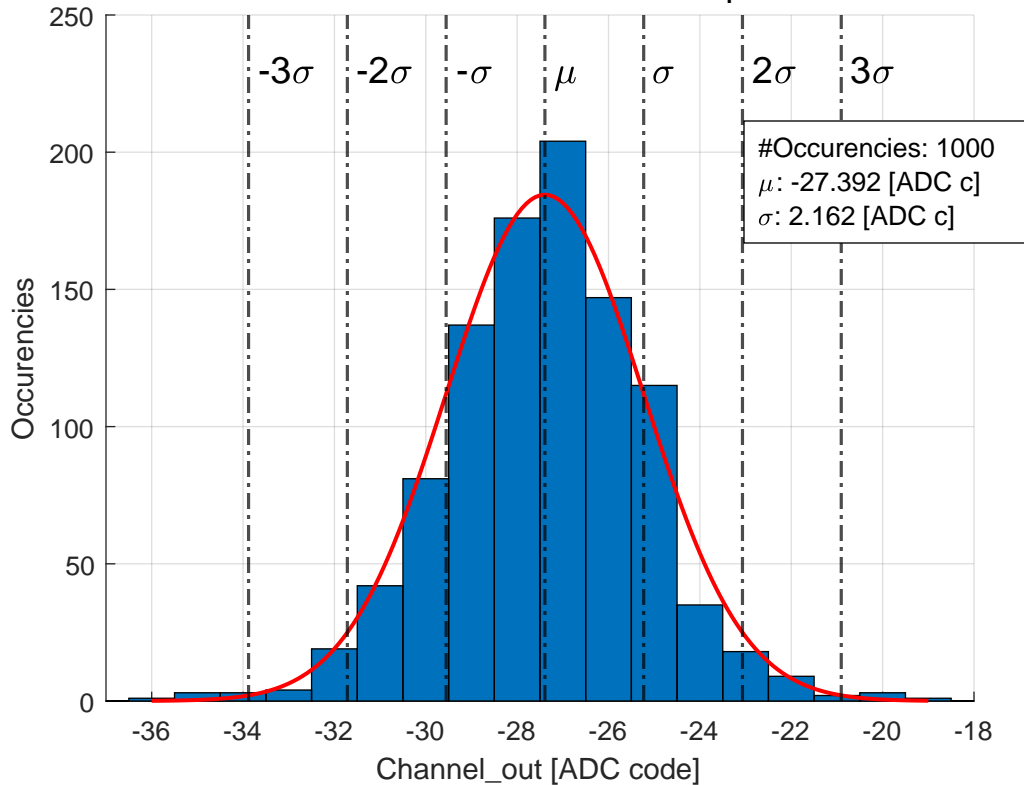 250
200
150
100
50
0
-3σ
-2σ
-σ
μ
σ
2σ
3σ
#Occurencies: 1000
μ: -27.392 [ADC c]
σ: 2.162 [ADC c]
Occurencies
-36
-34
-32
-30
-28
-26
-24
-22
-20
-18
Channel_out [ADC code]